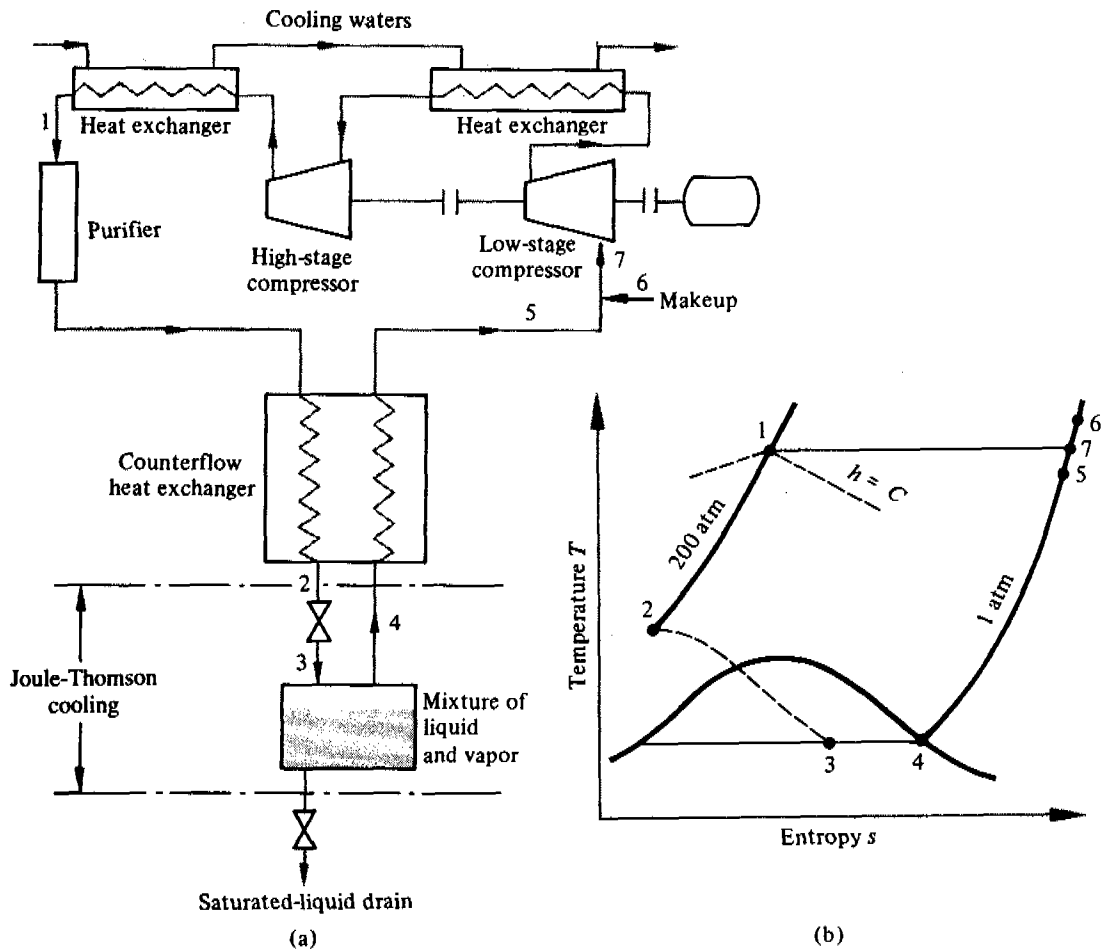 Cooling waters
Heat exchanger
Heat exchanger
1
Purifier
High-stage
compressor
Low-stage
compressor
7
6
Makeup
5
Counterflow
heat exchanger
2
4
3
Joule-Thomson
cooling
Mixture of
liquid
and vapor
Saturated-liquid drain
(a)
Temperature T
1
6
7
5
h = C
200 atm
1 atm
2
3
4
Entropy s
(b)